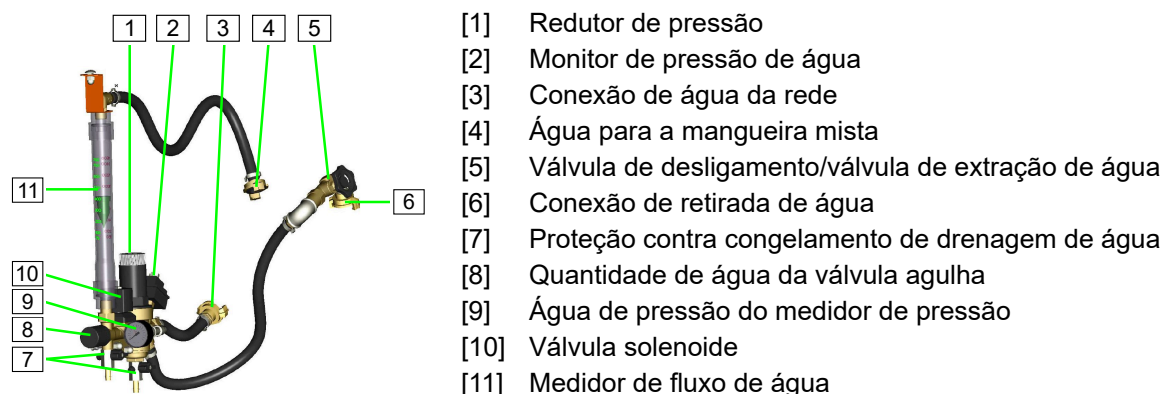 1 2 3 4 5
11
6
10
9
8
7
[1] Redutor de pressão
[2] Monitor de pressão de água
[3] Conexão de água da rede
[4] Água para a mangueira mista
[5] Válvula de desligamento/válvula de extração de água
[6] Conexão de retirada de água
[7] Proteção contra congelamento de drenagem de água
[8] Quantidade de água da válvula agulha
[9] Água de pressão do medidor de pressão
[10] Válvula solenoide
[11] Medidor de fluxo de água